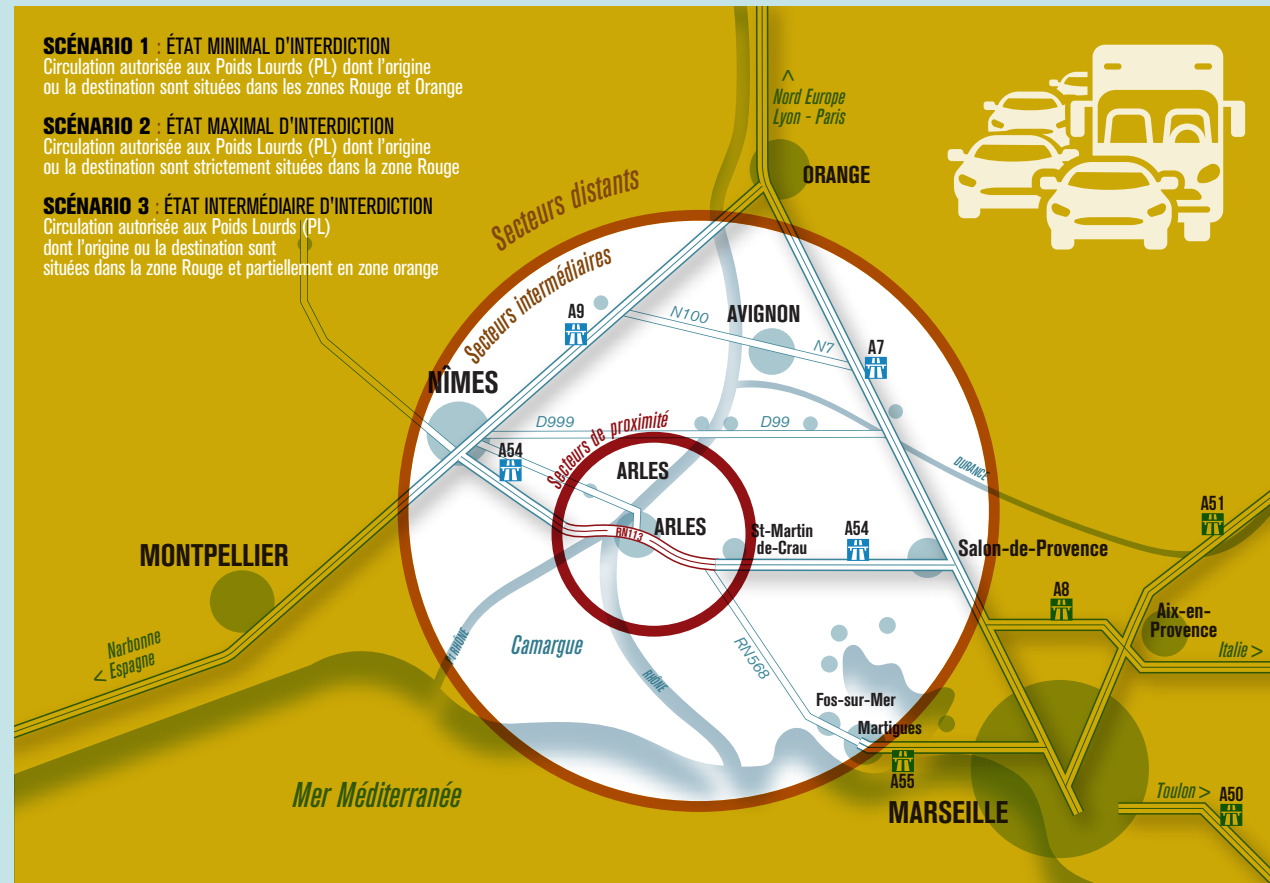 SCÉNARIO 1 : ÉTAT MINIMAL D'INTERDICTION
Circulation autorisée aux Poids Lourds (PL) dont l'origine
ou la destination sont situées dans les zones Rouge et Orange
SCÉNARIO 2 : ÉTAT MAXIMAL D'INTERDICTION
Circulation autorisée aux Poids Lourds (PL) dont l'origine
ou la destination sont strictement situées dans la zone Rouge
SCÉNARIO 3 : ÉTAT INTERMÉDIAIRE D'INTERDICTION
Circulation autorisée aux Poids Lourds (PL)
dont l'origine ou la destination sont
situées dans la zone Rouge et partiellement en zone orange
<
Nord Europe
Lyon - Paris
ORANGE
Secteurs distants
Secteurs intermédiaires
A9
N100
AVIGNON
N7
A7
NÎMES
D999
D99
Secteurs de proximité
A54
ARLES
DURANCE
A51
RN113
ARLES
St-Martin
de-Crau
A54
Salon-de-Provence
MONTPELLIER
A8
Aix-en-
Provence
Italie >
Narbonne
< Espagne
PT RHÔNE
Camargue
RHÔNE
RN568
Fos-sur-Mer
Martigues
A55
Mer Méditerranée
MARSEILLE
Toulon >
A50